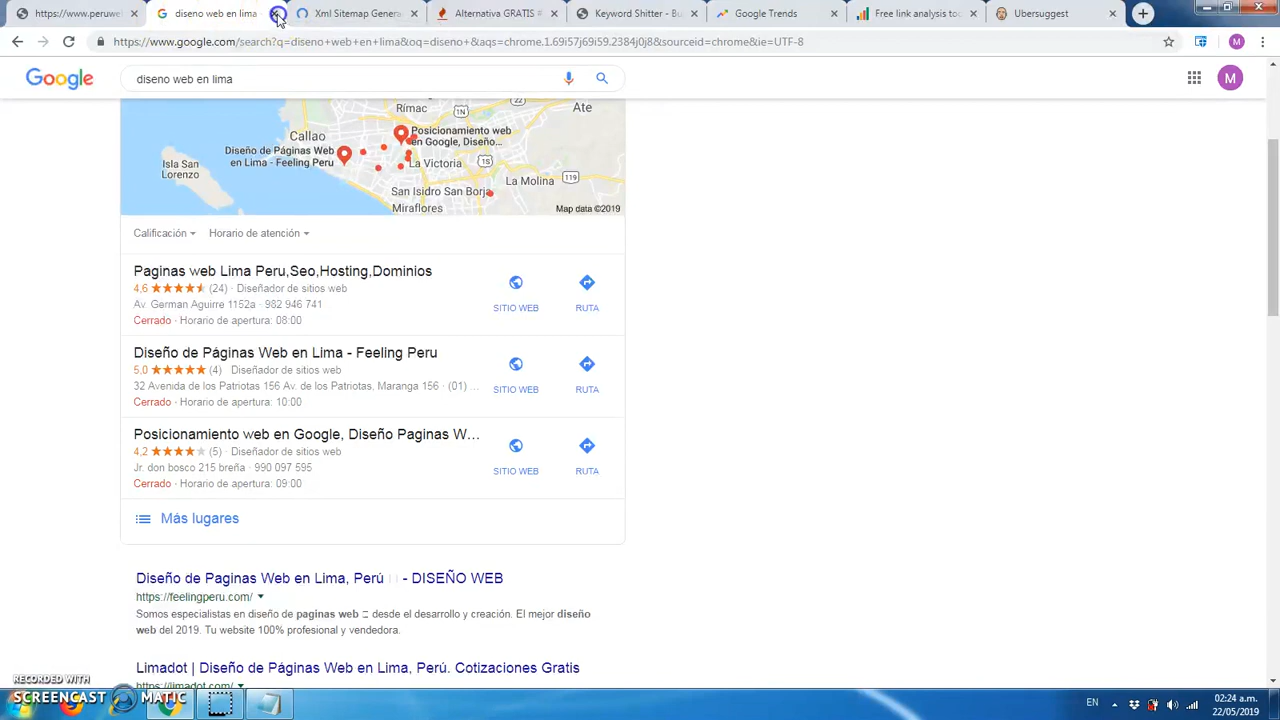 https://www.peruwe
diseno web en lima
Xml Sitemap Genera
Alternativa GRATIS #
Keyword Shitter - Bu
Google Trends
Free link analysis to
Ubersuggest
https://www.google.com/search?q=diseno+web+en+lima&oq=diseno+&aqs=chrome.1.69i57j69i59.2384j0j8&sourceid=chrome&ie=UTF-8
Google
diseno web en lima
M
Rímac
Ate
Callao
Posicionamiento web
en Google, Diseño...
Diseño de Páginas Web
en Lima - Feeling Peru
La Victoria
Isla San
Lorenzo
La Molina
119
San Isidro San Borja
Miraflores
Map data ©2019
Calificación
Horario de atención
Paginas web Lima Peru,Seo,Hosting,Dominios
4,6 (24) · Diseñador de sitios web
Av. German Aguirre 1152a · 982 946 741
Cerrado · Horario de apertura: 08:00
SITIO WEB
RUTA
Diseño de Páginas Web en Lima - Feeling Peru
5,0 (4) · Diseñador de sitios web
32 Avenida de los Patriotas 156 Av. de los Patriotas, Maranga 156 · (01) ...
Cerrado · Horario de apertura: 10:00
SITIO WEB
RUTA
Posicionamiento web en Google, Diseño Paginas W...
4,2 (5) · Diseñador de sitios web
Jr. don bosco 215 breña · 990 097 595
Cerrado · Horario de apertura: 09:00
SITIO WEB
RUTA
Más lugares
Diseño de Paginas Web en Lima, Perú - DISEÑO WEB
https://feelingperu.com/
Somos especialistas en diseño de paginas web :: desde el desarrollo y creación. El mejor diseño
web del 2019. Tu website 100% profesional y vendedora.
Limadot | Diseño de Páginas Web en Lima, Perú. Cotizaciones Gratis
https://limadot.com/
RECORDED WITH
SCREENCAST MATIC
EN
02:24 a.m.
22/05/2019